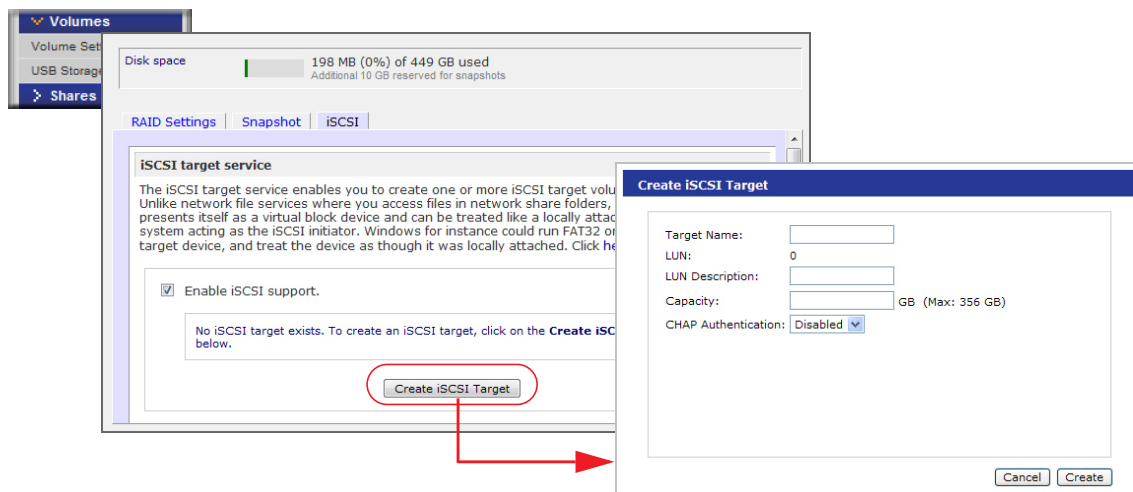 Volumes
Volume Set
USB Storage
Shares
Disk space
198 MB (0%) of 449 GB used
Additional 10 GB reserved for snapshots
RAID Settings
Snapshot
iSCSI
iSCSI target service
The iSCSI target service enables you to create one or more iSCSI target volu
Unlike network file services where you access files in network share folders,
presents itself as a virtual block device and can be treated like a locally attac
system acting as the iSCSI initiator. Windows for instance could run FAT32 or
target device, and treat the device as though it was locally attached. Click he
Enable iSCSI support.
No iSCSI target exists. To create an iSCSI target, click on the Create iSC
below.
Create iSCSI Target
Create iSCSI Target
Target Name:
LUN: 0
LUN Description:
Capacity: GB (Max: 356 GB)
CHAP Authentication: Disabled
Cancel Create